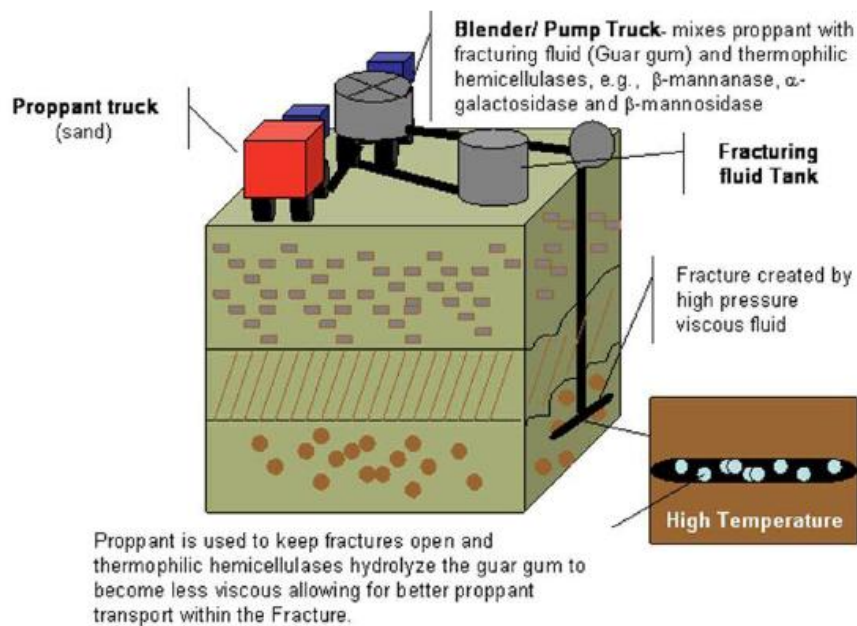 Blender/ Pump Truck- mixes proppant with
fracturing fluid (Guar gum) and thermophilic
hemicellulases, e.g., β-mannanase, α-
galactosidase and β-mannosidase
Proppant truck
(sand)
Fracturing
fluid Tank
Fracture created by
high pressure
viscous fluid
High Temperature
Proppant is used to keep fractures open and
thermophilic hemicellulases hydrolyze the guar gum to
become less viscous allowing for better proppant
transport within the Fracture.